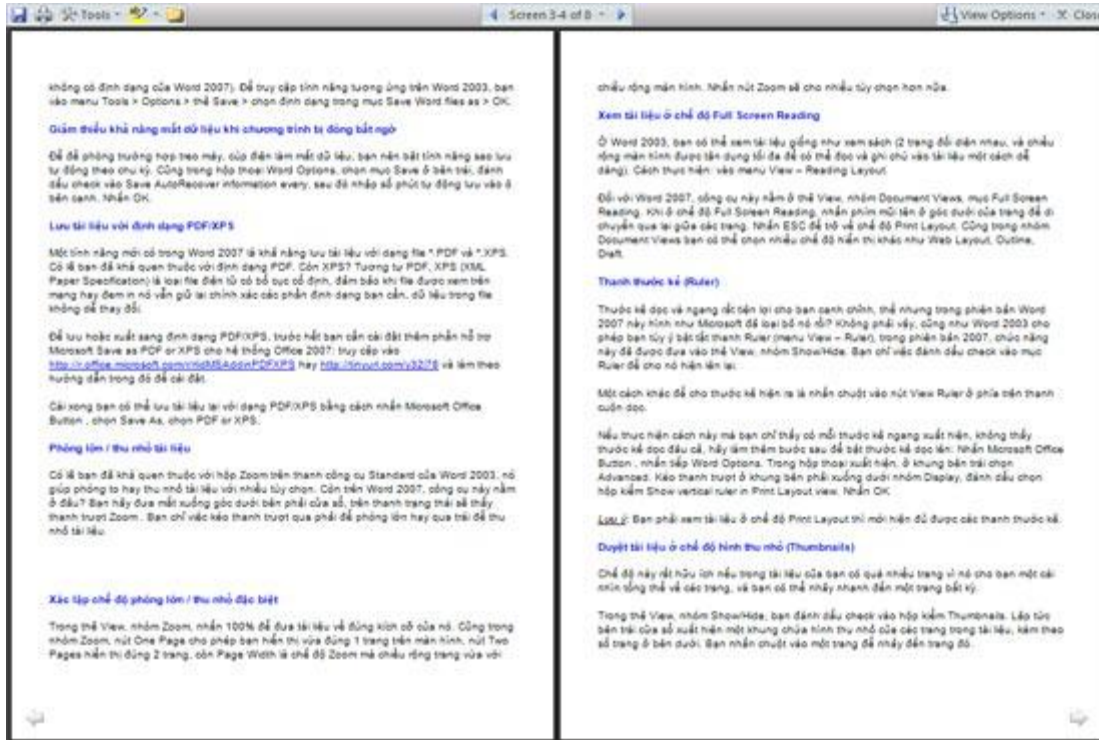 Tools
Screen 3-4 of 8
View Options
Close
không có định dạng của Word 2007). Để truy cập tính năng tương ứng trên Word 2003, bạn
vào menu Tools > Options > thẻ Save > chọn định dạng trong mục Save Word files as > OK.
Giảm thiểu khả năng mất dữ liệu khi chương trình bị đóng bất ngờ
Để đề phòng trường hợp treo máy, cúp điện làm mất dữ liệu, bạn nên bật tính năng sao lưu
tự động theo chu kỳ. Cũng trong hộp thoại Word Options, chọn mục Save ở bên trái, đánh
dấu check vào Save AutoRecover information every, sau đó nhập số phút tự động lưu vào ô
bên cạnh. Nhấn OK.
Lưu tài liệu với định dạng PDF/XPS
Một tính năng mới có trong Word 2007 là khả năng lưu tài liệu với dạng file *.PDF và *.XPS.
Có lẽ bạn đã khá quen thuộc với định dạng PDF. Còn XPS? Tương tự PDF, XPS (XML
Paper Specification) là loại file điện tử có bố cục cố định, đảm bảo khi file được xem trên
mạng hay đem in nó vẫn giữ lại chính xác các phần định dạng bạn cần, dữ liệu trong file
không dễ thay đổi.
Để lưu hoặc xuất sang định dạng PDF/XPS, trước hết bạn cần cài đặt thêm phần hỗ trợ
Microsoft Save as PDF or XPS cho hệ thống Office 2007: truy cập vào
hay và làm theo
hướng dẫn trong đó để cài đặt.
Cài xong bạn có thể lưu tài liệu lại với dạng PDF/XPS bằng cách nhấn Microsoft Office
Button , chọn Save As, chọn PDF or XPS.
Phóng lớn / thu nhỏ tài liệu
Có lẽ bạn đã khá quen thuộc với hộp Zoom trên thanh công cụ Standard của Word 2003, nó
giúp phóng to hay thu nhỏ tài liệu với nhiều tùy chọn. Còn trên Word 2007, công cụ này nằm
ở đâu? Bạn hãy đưa mắt xuống góc dưới bên phải cửa sổ, trên thanh trạng thái sẽ thấy
thanh trượt Zoom . Bạn chỉ việc kéo thanh trượt qua phải để phóng lớn hay qua trái để thu
nhỏ tài liệu.
Xác lập chế độ phóng lớn / thu nhỏ đặc biệt
Trong thẻ View, nhóm Zoom, nhấn 100% để đưa tài liệu về đúng kích cỡ của nó. Cũng trong
nhóm Zoom, nút One Page cho phép bạn hiển thị vừa đúng 1 trang trên màn hình, nút Two
Pages hiển thị đúng 2 trang, còn Page Width là chế độ Zoom mà chiều rộng trang vừa với
chiều rộng màn hình. Nhấn nút Zoom sẽ cho nhiều tùy chọn hơn nữa.
Xem tài liệu ở chế độ Full Screen Reading
Ở Word 2003, bạn có thể xem tài liệu giống như xem sách (2 trang đối diện nhau, và chiều
rộng màn hình được tận dụng tối đa để có thể đọc và ghi chú vào tài liệu một cách dễ
dàng). Cách thực hiện: vào menu View – Reading Layout
Đối với Word 2007, công cụ này nằm ở thẻ View, nhóm Document Views, mục Full Screen
Reading. Khi ở chế độ Full Screen Reading, nhấn phím mũi tên ở góc dưới của trang để di
chuyển qua lại giữa các trang. Nhấn ESC để trở về chế độ Print Layout. Cũng trong nhóm
Document Views bạn có thể chọn nhiều chế độ hiển thị khác như Web Layout, Outline,
Draft.
Thanh thước kẻ (Ruler)
Thước kẻ dọc và ngang rất tiện lợi cho bạn canh chỉnh, thế nhưng trong phiên bản Word
2007 này hình như Microsoft đã loại bỏ nó rồi? Không phải vậy, cũng như Word 2003 cho
phép bạn tùy ý bật tắt thanh Ruler (menu View – Ruler), trong phiên bản 2007, chức năng
này đã được đưa vào thẻ View, nhóm Show/Hide. Bạn chỉ việc đánh dấu check vào mục
Ruler để cho nó hiện lên lại.
Một cách khác để cho thước kẻ hiện ra là nhấn chuột vào nút View Ruler ở phía trên thanh
cuốn dọc.
Nếu thực hiện cách này mà bạn chỉ thấy có mỗi thước kẻ ngang xuất hiện, không thấy
thước kẻ dọc đâu cả, hãy làm thêm bước sau để bật thước kẻ dọc lên: Nhấn Microsoft Office
Button , nhấn tiếp Word Options. Trong hộp thoại xuất hiện, ở khung bên trái chọn
Advanced. Kéo thanh trượt ở khung bên phải xuống dưới nhóm Display, đánh dấu chọn
hộp kiểm Show vertical ruler in Print Layout view. Nhấn OK
Lưu ý: Bạn phải xem tài liệu ở chế độ Print Layout thì mới hiện đủ được các thanh thước kẻ.
Duyệt tài liệu ở chế độ hình thu nhỏ (Thumbnails)
Chế độ này rất hữu ích nếu trong tài liệu của bạn có quá nhiều trang vì nó cho bạn một cái
nhìn tổng thể về các trang, và bạn có thể nhảy nhanh đến một trang bất kỳ.
Trong thẻ View, nhóm Show/Hide, bạn đánh dấu check vào hộp kiểm Thumbnails. Lập tức
bên trái cửa sổ xuất hiện một khung chứa hình thu nhỏ của các trang trong tài liệu, kèm theo
số trang ở bên dưới. Bạn nhấn chuột vào một trang để nhảy đến trang đó.